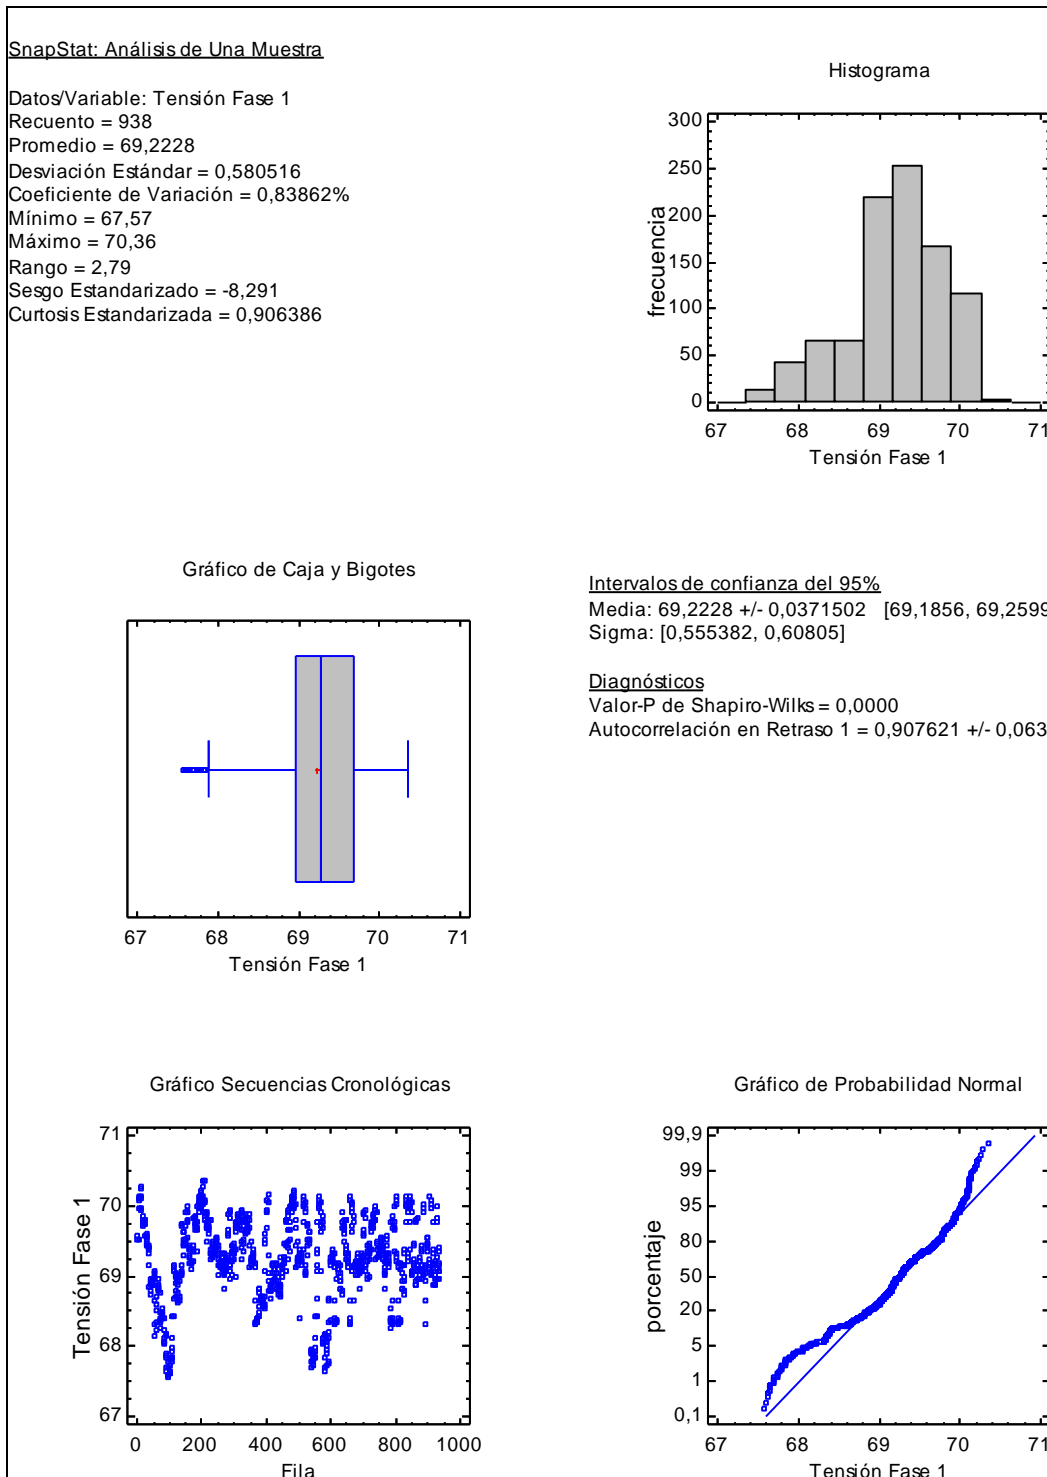 SnapStat: Análisis de Una Muestra
Datos/Variable: Tensión Fase 1
Recuento = 938
Promedio = 69,2228
Desviación Estándar = 0,580516
Coeficiente de Variación = 0,83862%
Mínimo = 67,57
Máximo = 70,36
Rango = 2,79
Sesgo Estandarizado = -8,291
Curtosis Estandarizada = 0,906386
Histograma
frecuencia
300
250
200
150
100
50
0
67 68 69 70 71
Tensión Fase 1
Gráfico de Caja y Bigotes
67 68 69 70 71
Tensión Fase 1
Intervalos de confianza del 95%
Media: 69,2228 +/- 0,0371502 [69,1856, 69,2599
Sigma: [0,555382, 0,60805]
Diagnósticos
Valor-P de Shapiro-Wilks = 0,0000
Autocorrelación en Retraso 1 = 0,907621 +/- 0,063
Gráfico Secuencias Cronológicas
Tensión Fase 1
71
70
69
68
67
0 200 400 600 800 1000
Fila
Gráfico de Probabilidad Normal
porcentaje
99,9
99
95
80
50
20
5
1
0,1
67 68 69 70 71
Tensión Fase 1